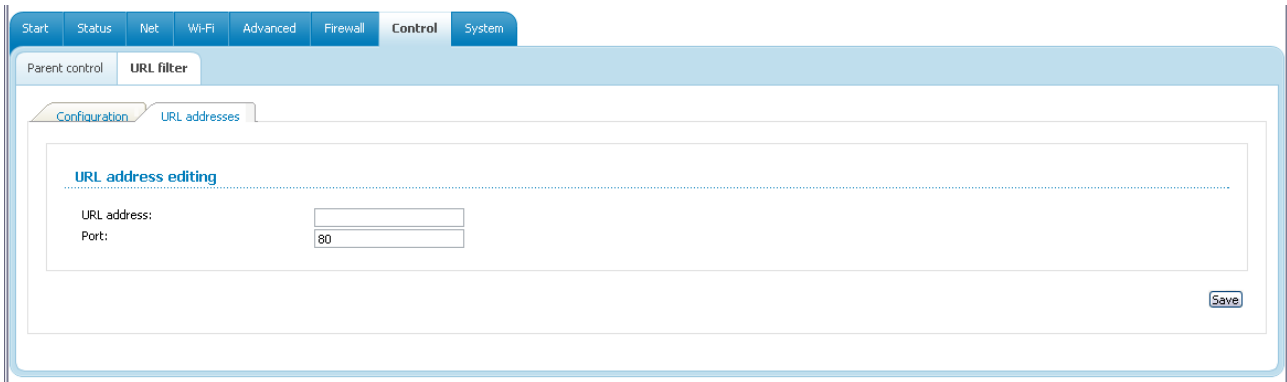 Start Status Net Wi-Fi Advanced Firewall Control System
Parent control URL filter
Configuration URL addresses
URL address editing
URL address:
Port: 80
Save